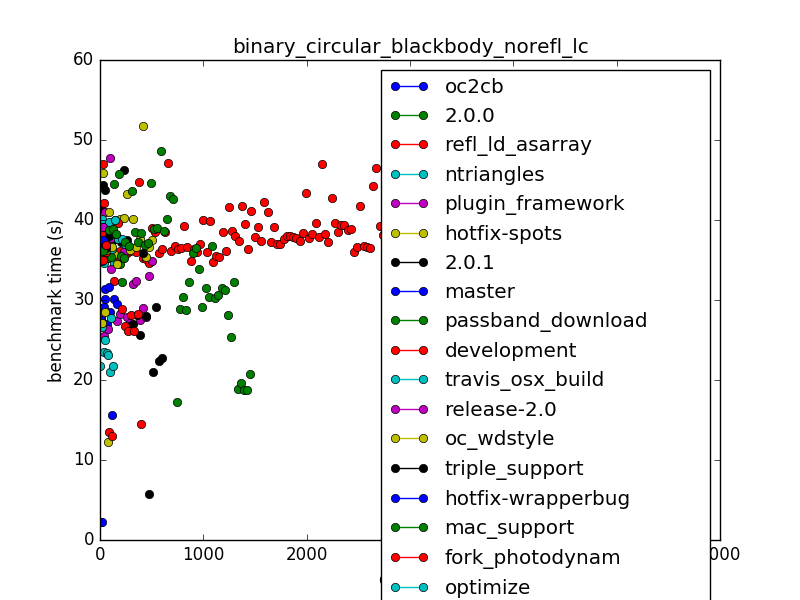 binary_circular_blackbody_norefl_lc
60
50
40
30
20
10
0
benchmark time (s)
0
1000
2000
000
oc2cb
2.0.0
refl_ld_asarray
ntriangles
plugin_framework
hotfix-spots
2.0.1
master
passband_download
development
travis_osx_build
release-2.0
oc_wdstyle
triple_support
hotfix-wrapperbug
mac_support
fork_photodynam
optimize